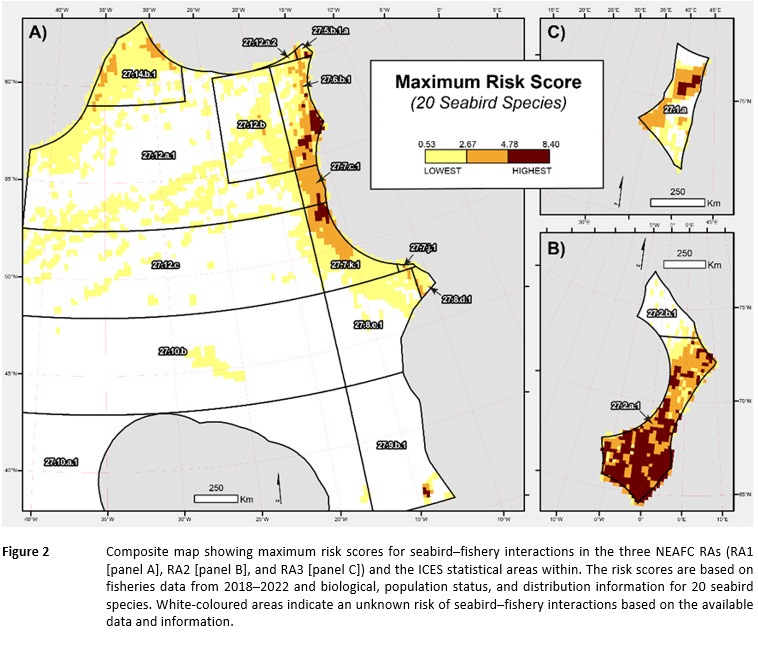 A)
27.12.a.2
27.5.b.1.a
27.14.b.1
27.6.b.1
27.12.b
27.12.a.1
27.7.c.1
27.12.c
27.7.k.1
27.7.j.1
27.8.d.1
27.8.e.1
27.10.b
27.9.b.1
27.10.a.1
250
Km
60°N
55°N
50°N
45°N
40°N
40°W 35°W 30°W 25°W 20°W 15°W 10°W
40°W 35°W 30°W 25°W 20°W 15°W 10°W
Maximum Risk Score
(20 Seabird Species)
0.53 2.67 4.78 8.40
LOWEST HIGHEST
15°E 25°E 30°E 35°E 40°E 45°E
C)
27.1.a
75°N
250
Km
30°E 45°E
5°W 0° 5°E 15°E
B)
250
Km
27.2.b.1
27.2.a.1
75°N
70°N
65°N
10°W 5°W 0° 5°E 10°E
Figure 2 Composite map showing maximum risk scores for seabird–fishery interactions in the three NEAFC RAs (RA1
[panel A], RA2 [panel B], and RA3 [panel C]) and the ICES statistical areas within. The risk scores are based on
fisheries data from 2018–2022 and biological, population status, and distribution information for 20 seabird
species. White-coloured areas indicate an unknown risk of seabird–fishery interactions based on the available
data and information.